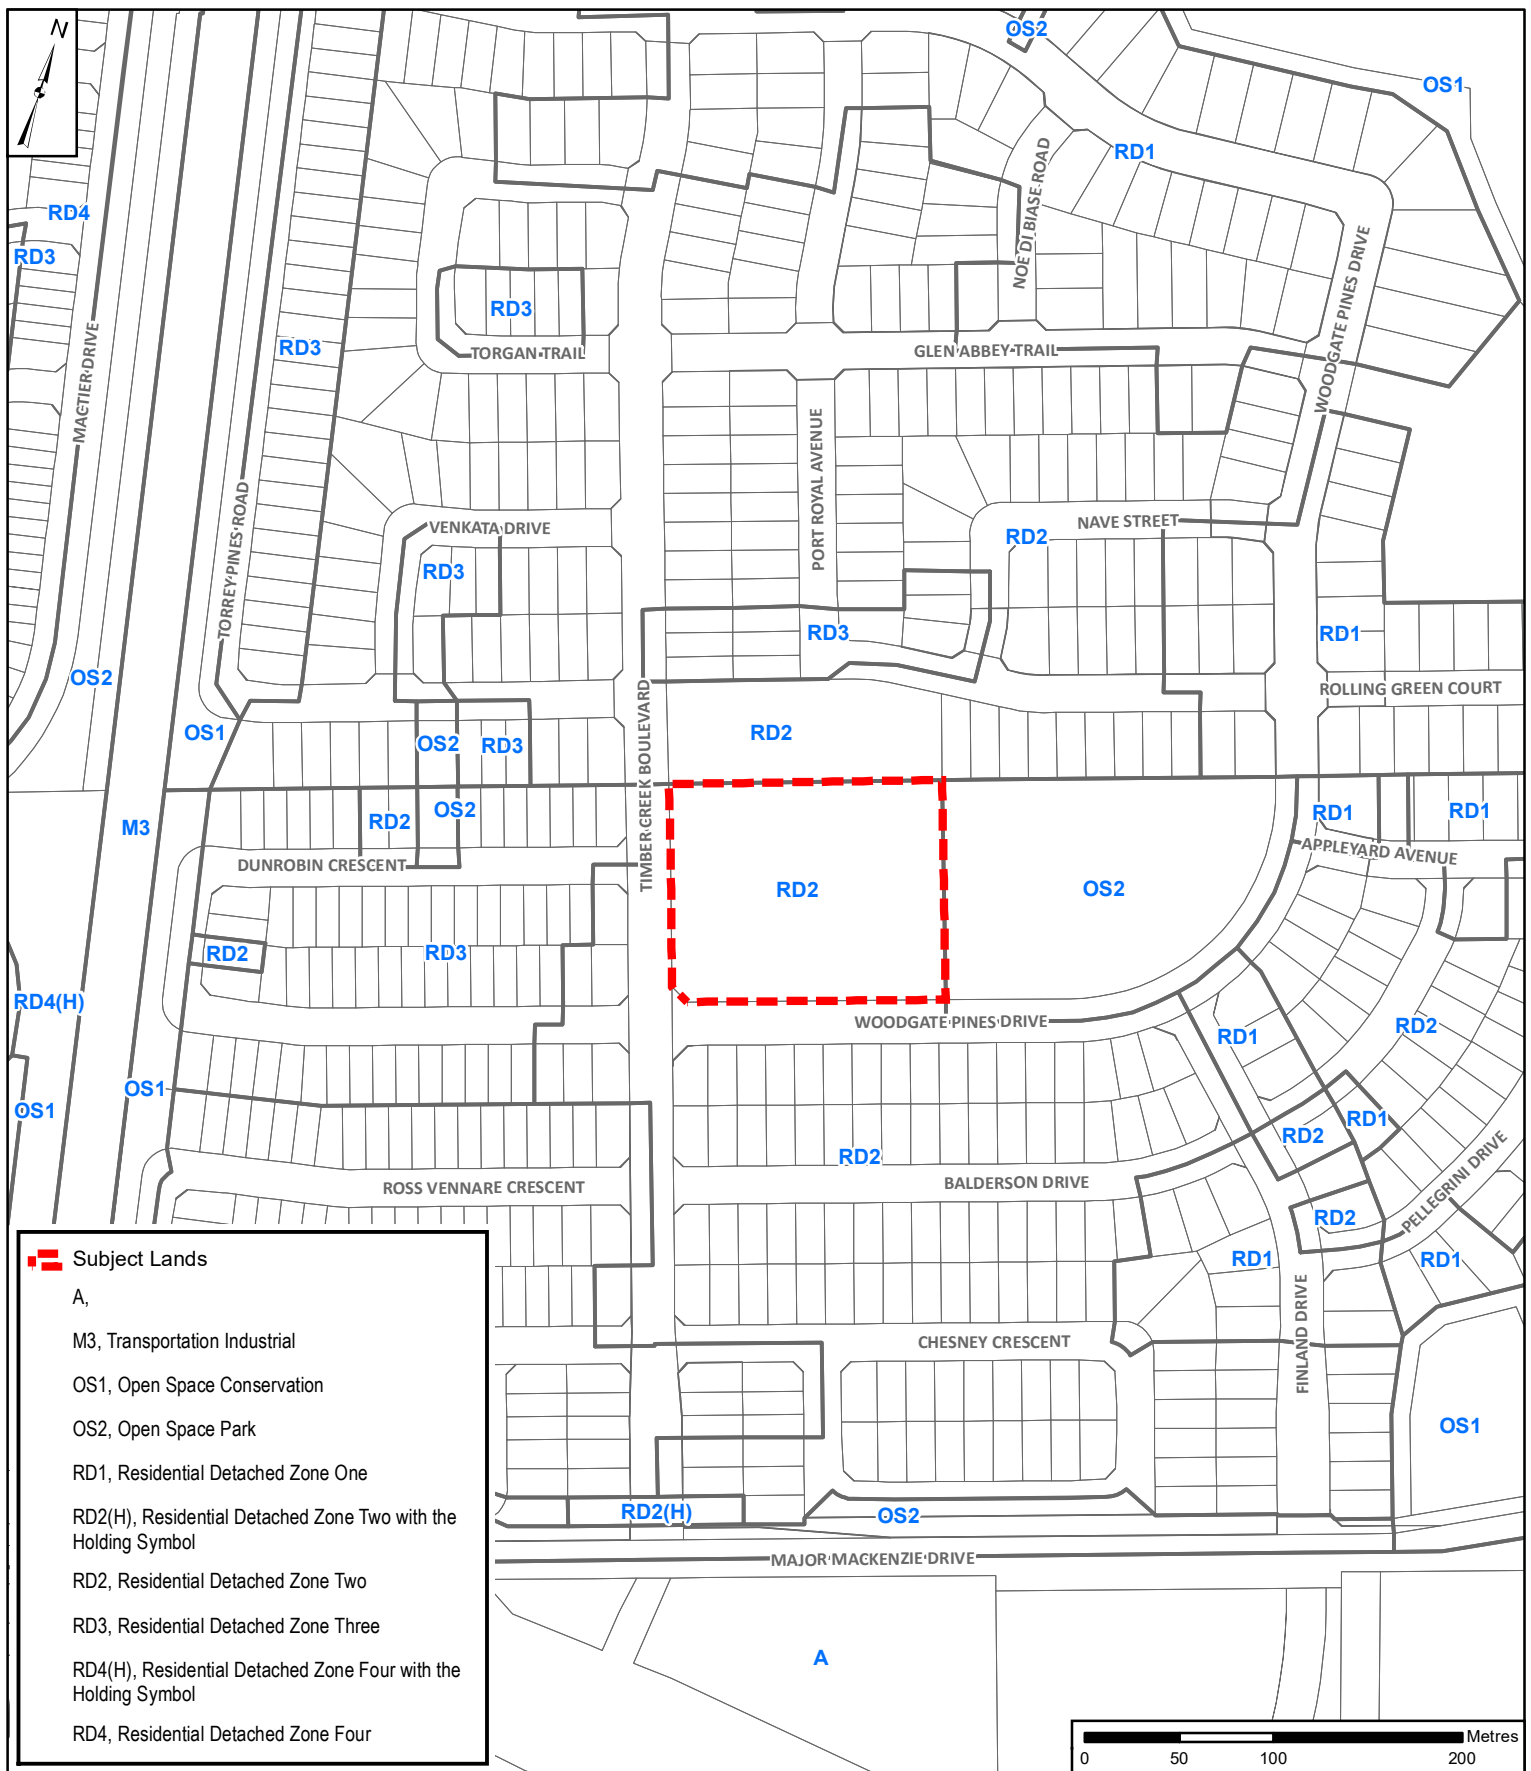 N
OS2
OS1
RD1
NOE DI BIASE ROAD
RD4
RD3
WOODGATE PINES DRIVE
RD3
RD3
TORGAN TRAIL
GLEN ABBEY TRAIL
MACTIER DRIVE
PORT ROYAL AVENUE
VENKATA DRIVE
NAVE STREET
RD2
TORREY PINES ROAD
RD3
RD3
RD1
OS2
ROLLING GREEN COURT
OS1
OS2
RD3
TIMBER CREEK BOULEVARD
RD2
M3
RD2
OS2
RD1
RD1
DUNROBIN CRESCENT
APPLEYARD AVENUE
RD2
OS2
RD2
RD3
RD4(H)
WOODGATE PINES DRIVE
RD2
RD1
OS1
OS1
RD1
RD2
RD2
ROSS VENNARE CRESCENT
BALDERSON DRIVE
PELLEGRINI DRIVE
RD2
RD1
RD1
FINLAND DRIVE
CHESNEY CRESCENT
OS1
RD2(H)
OS2
MAJOR MACKENZIE DRIVE
A
Subject Lands
A,
M3, Transportation Industrial
OS1, Open Space Conservation
OS2, Open Space Park
RD1, Residential Detached Zone One
RD2(H), Residential Detached Zone Two with the
Holding Symbol
RD2, Residential Detached Zone Two
RD3, Residential Detached Zone Three
RD4(H), Residential Detached Zone Four with the
Holding Symbol
RD4, Residential Detached Zone Four
Metres
0 50 100 200